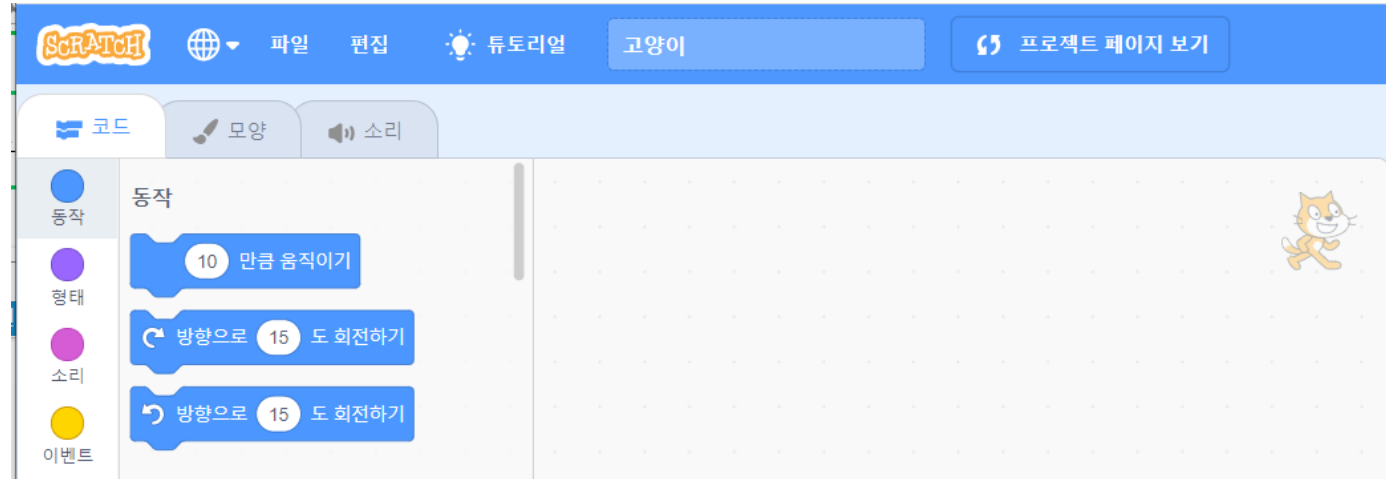 SCRATCH 파일 편집 튜토리얼 고양이 프로젝트 페이지 보기
코드 모양 소리
동작
형태
소리
이벤트
동작
10 만큼 움직이기
방향으로 15 도 회전하기
방향으로 15 도 회전하기